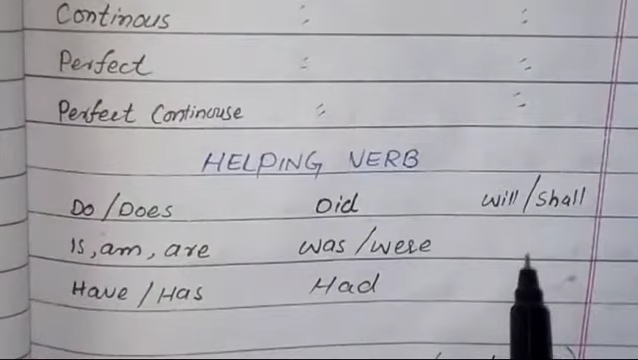 Continous " "
Perfect " "
Perfect Continouse " "
HELPING VERB
Do/Does Did will/shall
Is, am, are was/were
Have/Has Had